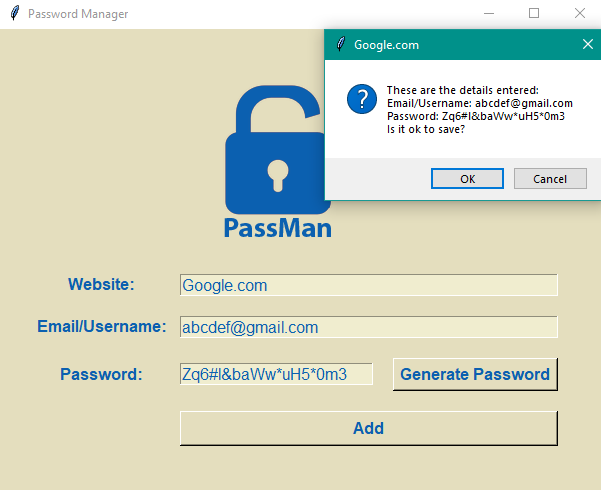 Password Manager
Google.com
These are the details entered:
Email/Username: abcdef@gmail.com
Password: Zq6#I&baWw*uH5*0m3
Is it ok to save?
OK Cancel
PassMan
Website: Google.com
Email/Username: abcdef@gmail.com
Password: Zq6#I&baWw*uH5*0m3 Generate Password
Add